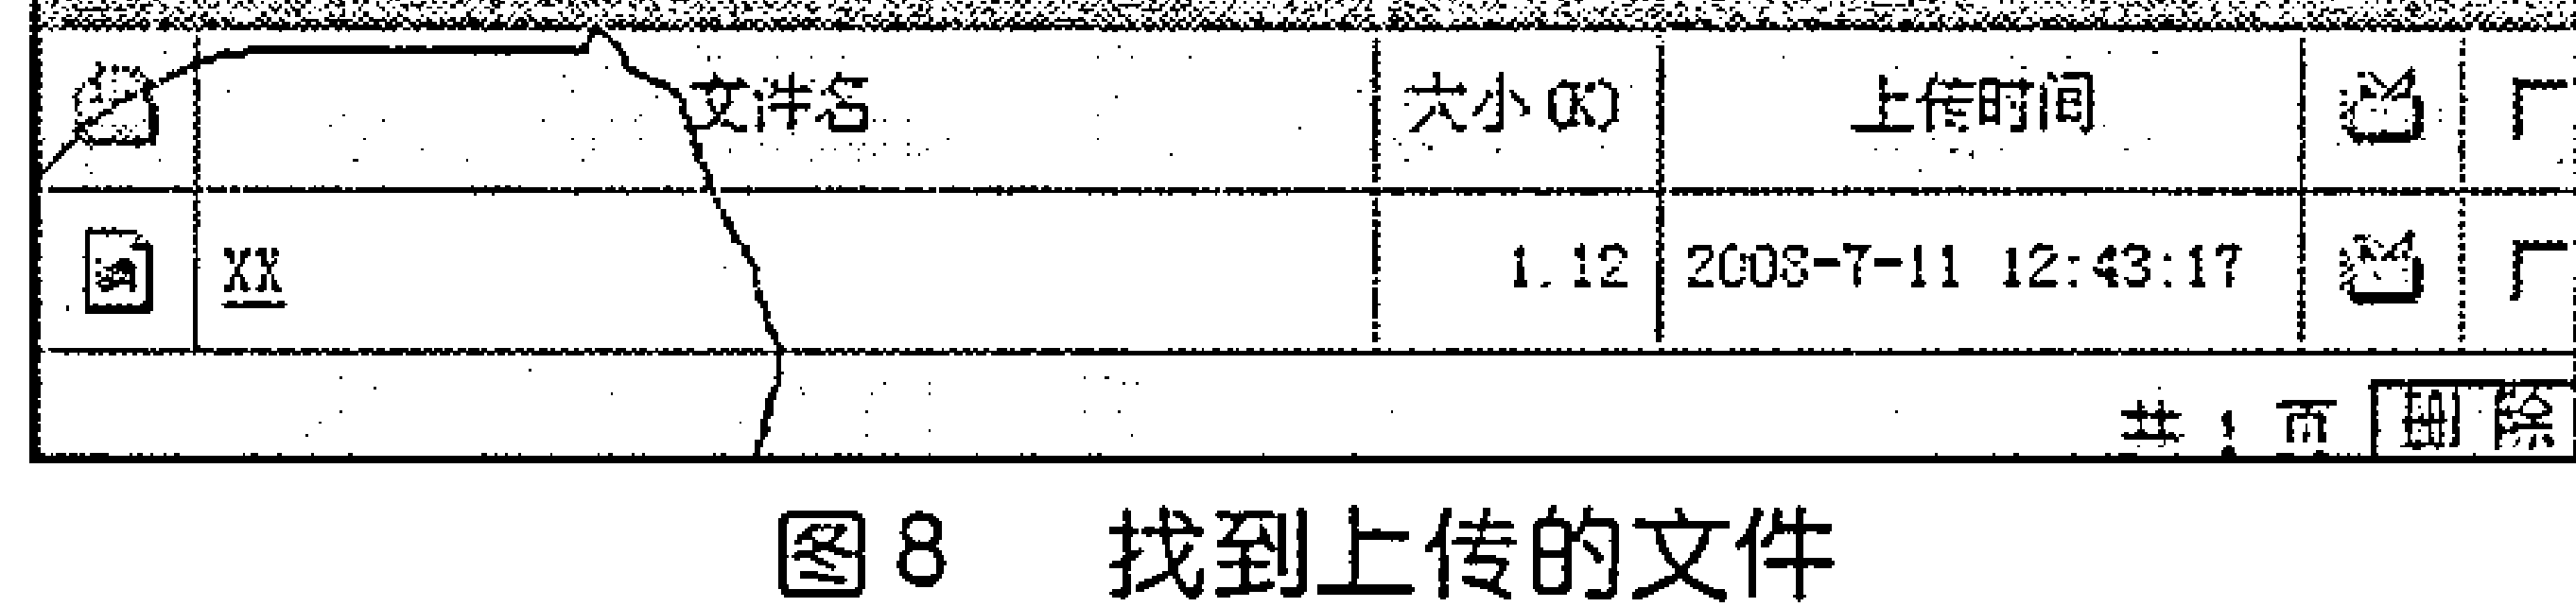 文件名 大小(K) 上传时间
XX 1.12 2008-7-11 12:43:17
共 1 页 删除
图8 找到上传的文件